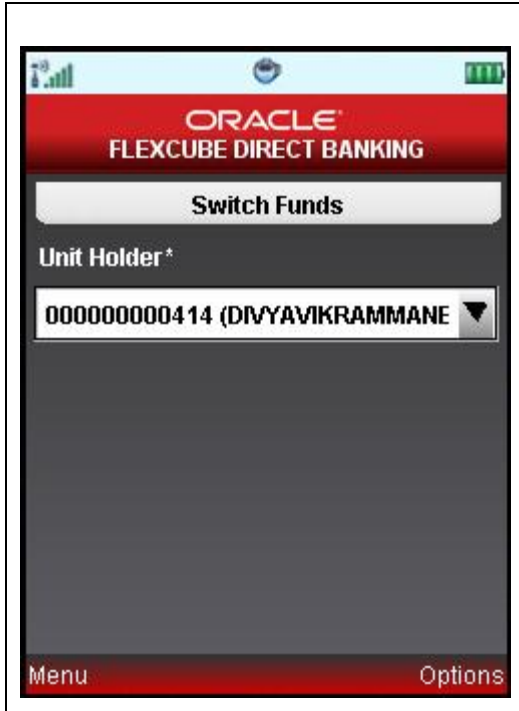 ORACLE
FLEXCUBE DIRECT BANKING
Switch Funds
Unit Holder*
000000000414 (DIVYAVIKRAMMANE
Menu Options